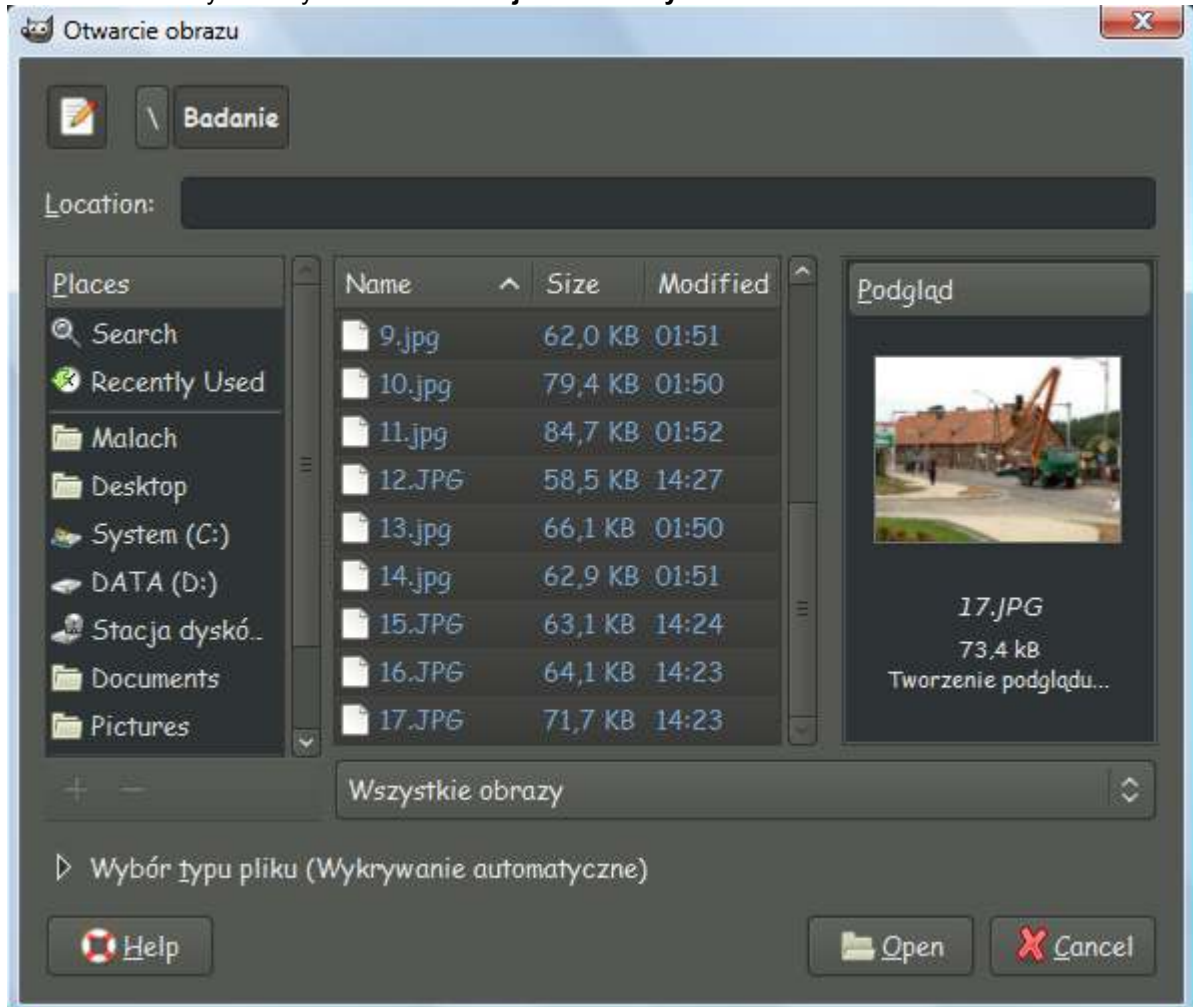 Otwarcie obrazu
\ Badanie
Location:
Places
Search
Recently Used
Malach
Desktop
System (C:)
DATA (D:)
Stacja dyskó..
Documents
Pictures
Name Size Modified
9.jpg 62,0 KB 01:51
10.jpg 79,4 KB 01:50
11.jpg 84,7 KB 01:52
12.JPG 58,5 KB 14:27
13.jpg 66,1 KB 01:50
14.jpg 62,9 KB 01:51
15.JPG 63,1 KB 14:24
16.JPG 64,1 KB 14:23
17.JPG 71,7 KB 14:23
Podgląd
17.JPG
73,4 kB
Tworzenie podglądu...
Wszystkie obrazy
Wybór typu pliku (Wykrywanie automatyczne)
Help
Open
Cancel